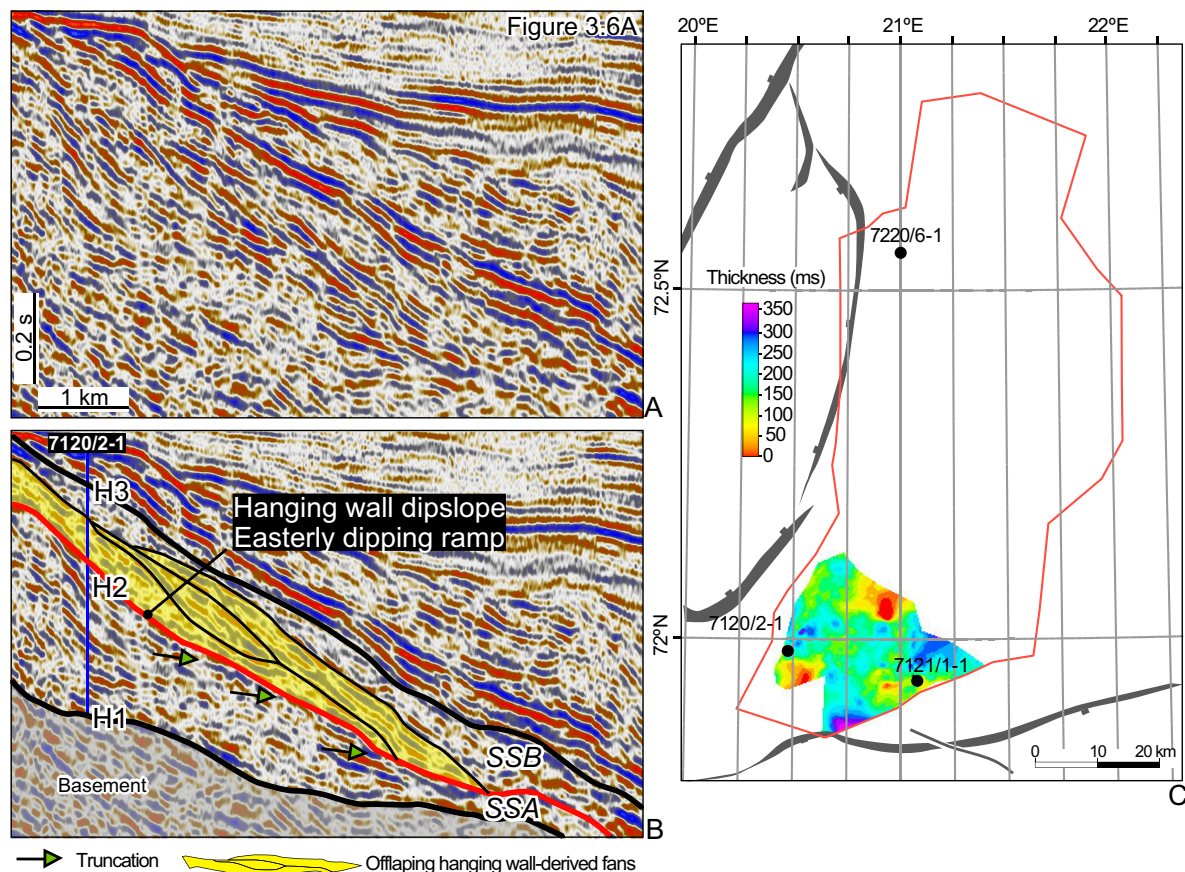 Figure 3.6A
0.2 s
1 km
A
7120/2-1
H3
Hanging wall dipslope
Easterly dipping ramp
H2
H1
SSB
SSA
Basement
B
Truncation
Offlaping hanging wall-derived fans
20ºE 21ºE 22ºE
7220/6-1
72.5ºN
Thickness (ms)
350
300
250
200
150
100
50
0
72ºN
7120/2-1
7121/1-1
0 10 20 km
C